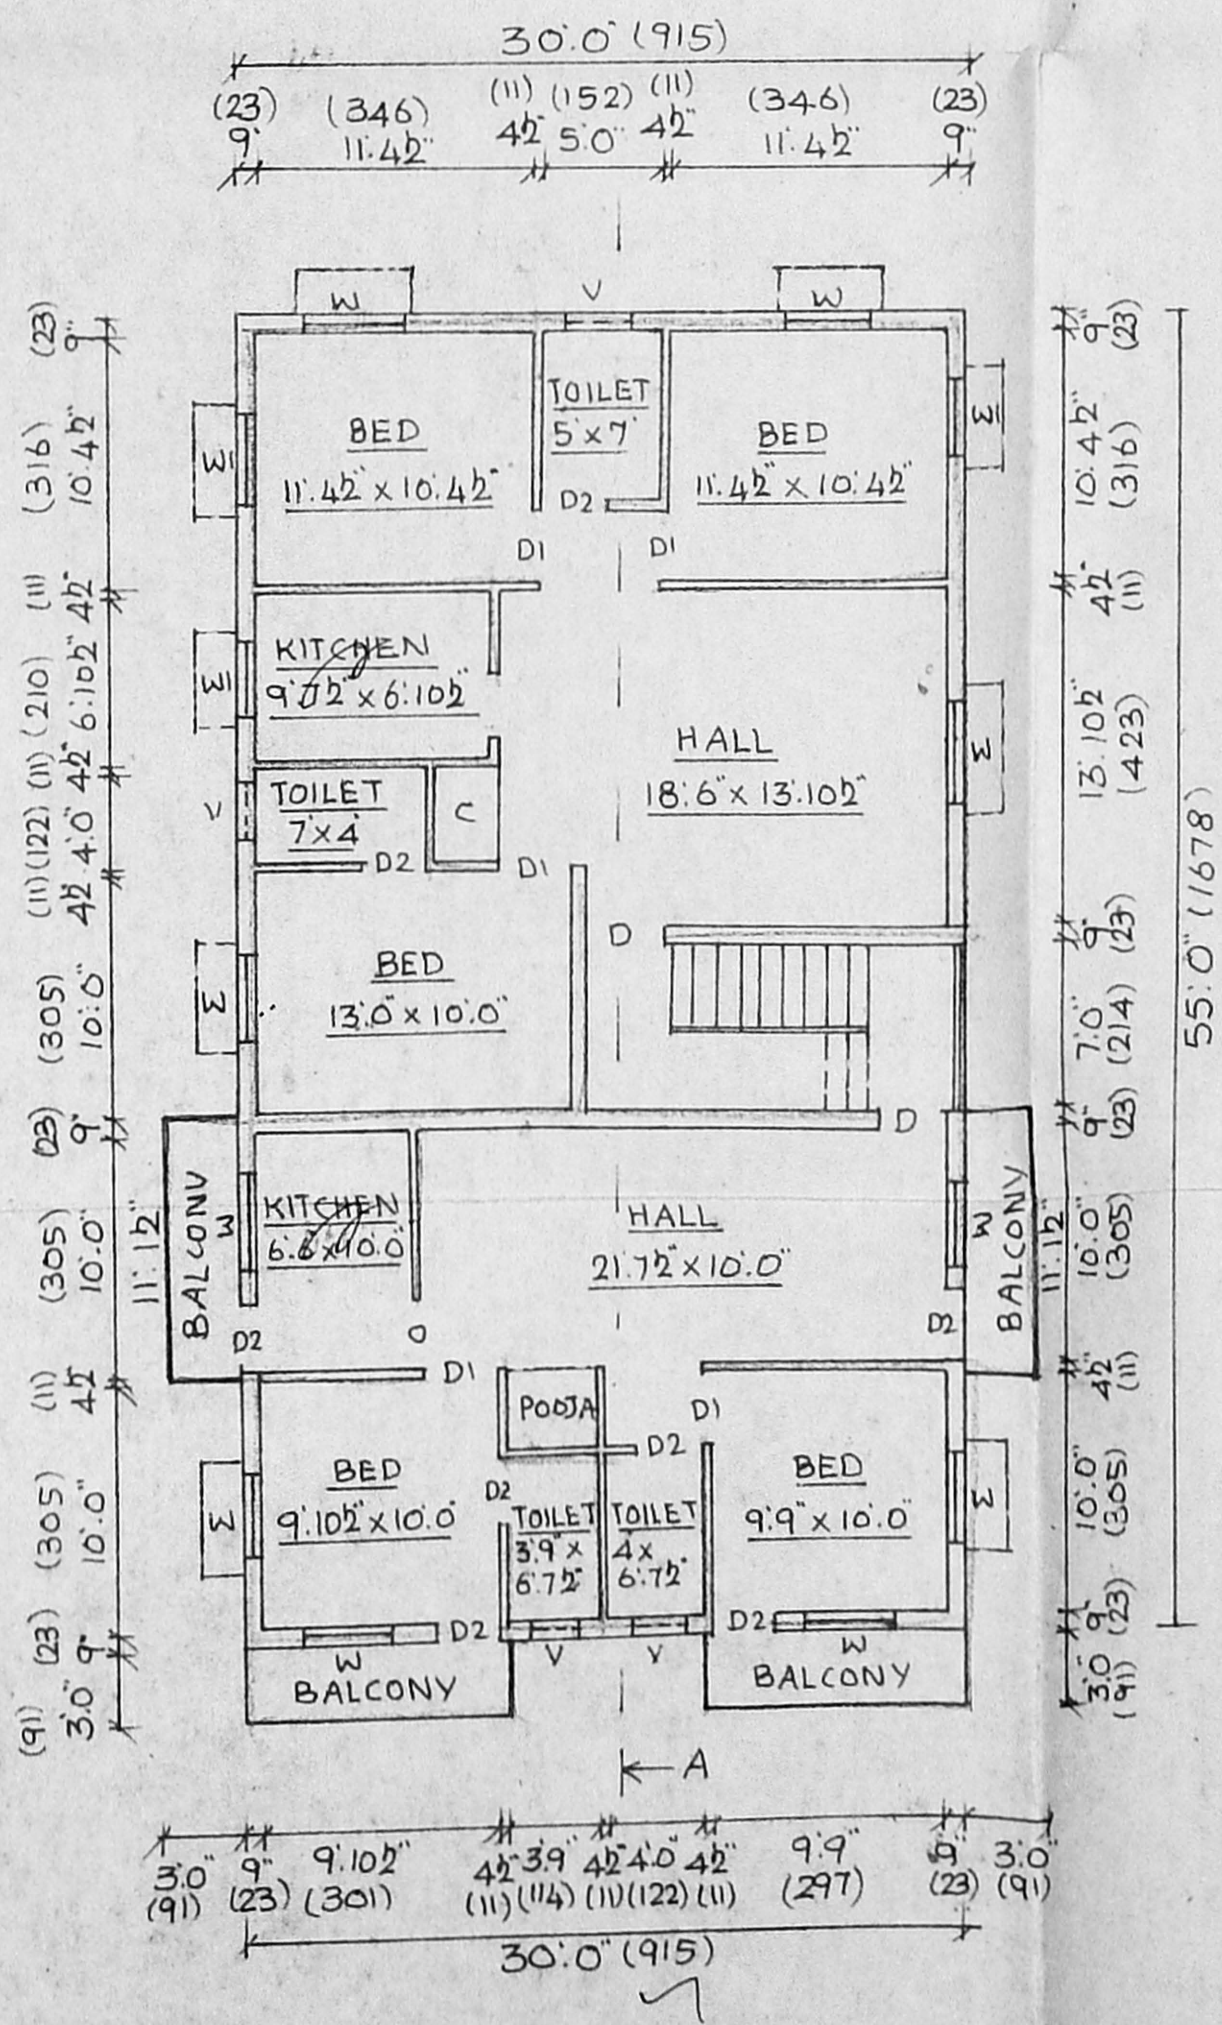 30'.0" (915)
(23) (346) (11) (152) (11) (346) (23)
9" 11'.4½" 4½" 5'.0" 4½" 11'.4½" 9"
W V W
(23)
9"
(316)
10'.4½"
(11)
4½"
(210)
6'.10½"
(11)
4½"
(122)
4'.0"
(11)
4½"
(305)
10'.0"
(23)
9"
(305)
10'.0"
(11)
4½"
(305)
10'.0"
(23)
9"
(91)
3'.0"
W
W
V
W
W
BED
11'.4½" x 10'.4½"
TOILET
5' x 7'
D2
BED
11'.4½" x 10'.4½"
D1 D1
KITCHEN
x 6'.10½"
HALL
18'.6" x 13'.10½"
TOILET
7' x 4'
C
D2 D1
D
BED
13'.0" x 10'.0"
D
11'.1½"
BALCONY
W
KITCHEN
6'.6" x 10'.0"
HALL
21'.7½" x 10'.0"
W
BALCONY
11'.1½"
D2 O D2
D1
POOJA
D1
D2
BED
9'.10½" x 10'.0"
D2
TOILET
3'.9" x
6'.7½"
TOILET
4' x
6'.7½"
BED
9'.9" x 10'.0"
D2 D2
W V V W
BALCONY
BALCONY
W
W
W
9"
(23)
10'.4½"
(316)
4½"
(11)
13'.10½"
(423)
9"
(23)
7'.0"
(214)
9"
(23)
10'.0"
(305)
4½"
(11)
10'.0"
(305)
9"
(23)
3'.0"
(91)
55'.0" (1678)
A
3'.0" 9" 9'.10½" 4½" 3'.9" 4½" 4'.0" 4½" 9'.9" 9" 3'.0"
(91) (23) (301) (11) (114) (11) (122) (11) (297) (23) (91)
30'.0" (915)